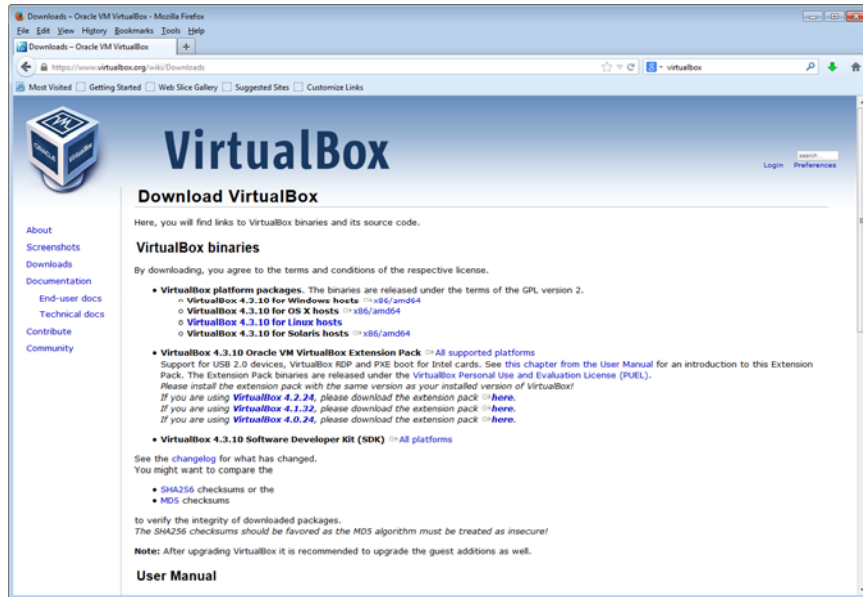 Downloads – Oracle VM VirtualBox - Mozilla Firefox
File Edit View History Bookmarks Tools Help
Downloads – Oracle VM VirtualBox +
https://www.virtualbox.org/wiki/Downloads
8 virtualbox
Most Visited Getting Started Web Slice Gallery Suggested Sites Customize Links
ORACLE VirtualBox
VirtualBox
search...
Login Preferences
Download VirtualBox
Here, you will find links to VirtualBox binaries and its source code.
About
Screenshots
Downloads
Documentation
End-user docs
Technical docs
Contribute
Community
VirtualBox binaries
By downloading, you agree to the terms and conditions of the respective license.
• VirtualBox platform packages. The binaries are released under the terms of the GPL version 2.
o VirtualBox 4.3.10 for Windows hosts x86/amd64
o VirtualBox 4.3.10 for OS X hosts x86/amd64
o VirtualBox 4.3.10 for Linux hosts
o VirtualBox 4.3.10 for Solaris hosts x86/amd64
• VirtualBox 4.3.10 Oracle VM VirtualBox Extension Pack All supported platforms
Support for USB 2.0 devices, VirtualBox RDP and PXE boot for Intel cards. See this chapter from the User Manual for an introduction to this Extension
Pack. The Extension Pack binaries are released under the VirtualBox Personal Use and Evaluation License (PUEL).
Please install the extension pack with the same version as your installed version of VirtualBox!
If you are using VirtualBox 4.2.24, please download the extension pack here.
If you are using VirtualBox 4.1.32, please download the extension pack here.
If you are using VirtualBox 4.0.24, please download the extension pack here.
• VirtualBox 4.3.10 Software Developer Kit (SDK) All platforms
See the changelog for what has changed.
You might want to compare the
• SHA256 checksums or the
• MD5 checksums
to verify the integrity of downloaded packages.
The SHA256 checksums should be favored as the MD5 algorithm must be treated as insecure!
Note: After upgrading VirtualBox it is recommended to upgrade the guest additions as well.
User Manual